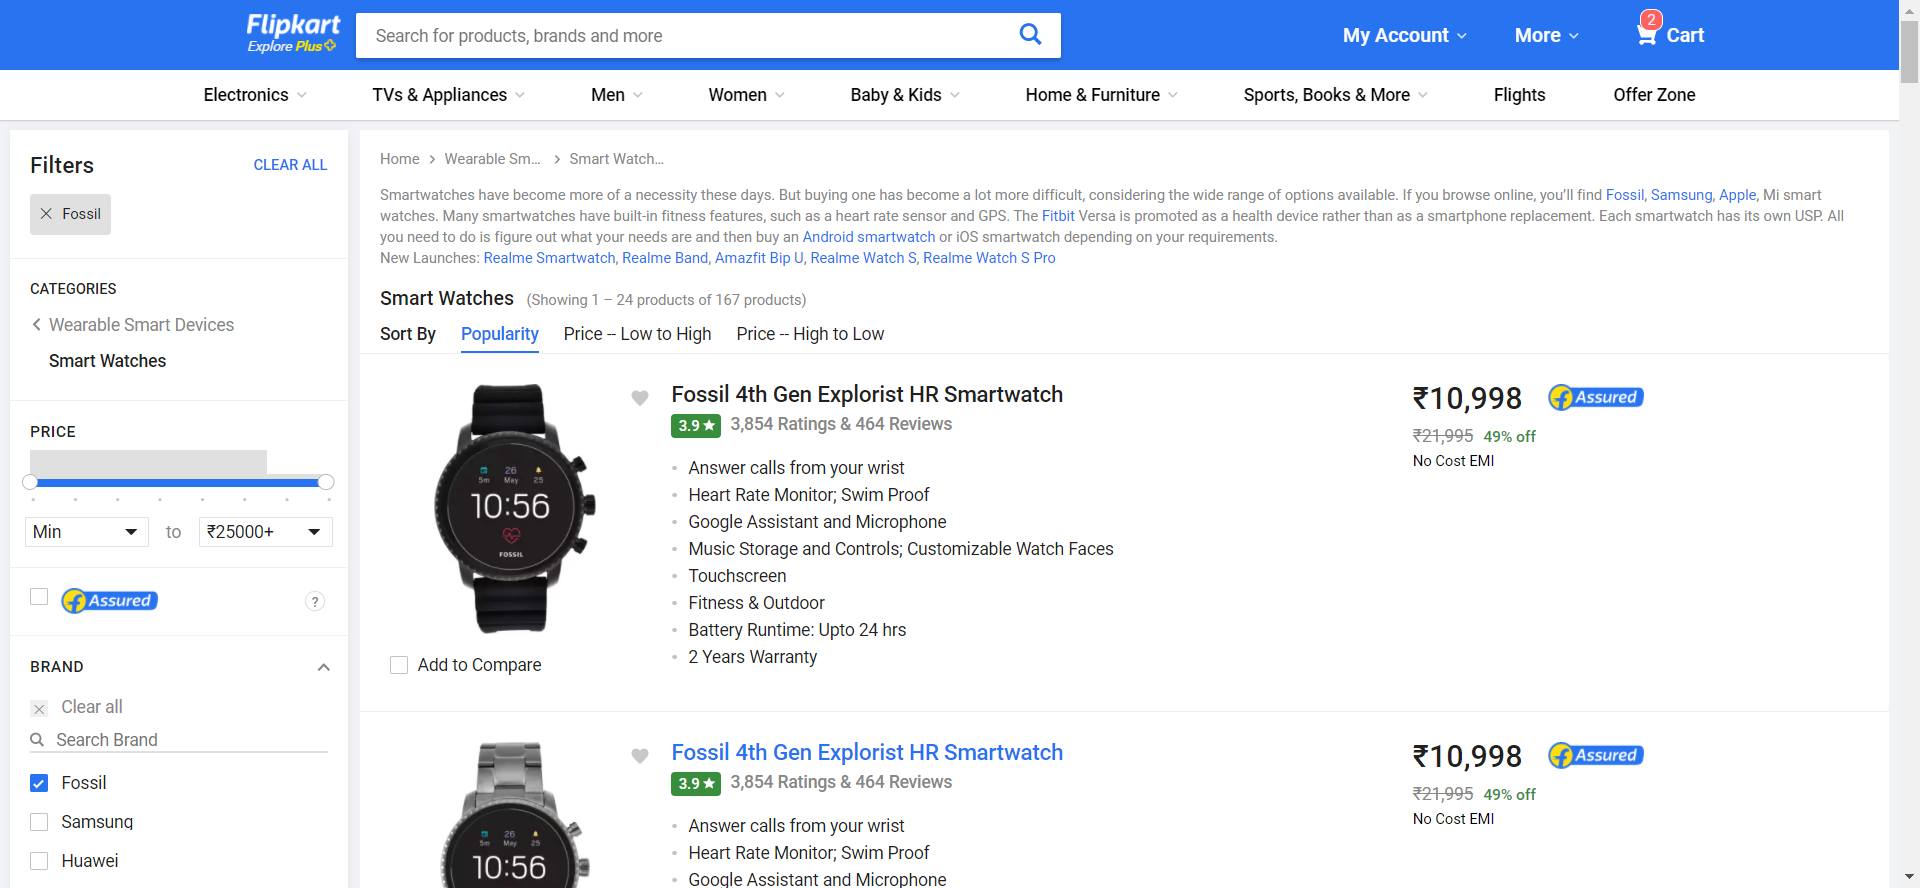 Flipkart
Explore Plus
Search for products, brands and more
My Account
More
2
Cart
Electronics
TVs & Appliances
Men
Women
Baby & Kids
Home & Furniture
Sports, Books & More
Flights
Offer Zone
Filters
CLEAR ALL
Fossil
CATEGORIES
Wearable Smart Devices
Smart Watches
PRICE
Min
to
₹25000+
Assured
?
BRAND
Clear all
Search Brand
Fossil
Samsung
Huawei
Home
Wearable Sm...
Smart Watch...
Smartwatches have become more of a necessity these days. But buying one has become a lot more difficult, considering the wide range of options available. If you browse online, you’ll find Fossil, Samsung, Apple, Mi smart
watches. Many smartwatches have built-in fitness features, such as a heart rate sensor and GPS. The Fitbit Versa is promoted as a health device rather than as a smartphone replacement. Each smartwatch has its own USP. All
you need to do is figure out what your needs are and then buy an Android smartwatch or iOS smartwatch depending on your requirements.
New Launches: Realme Smartwatch, Realme Band, Amazfit Bip U, Realme Watch S, Realme Watch S Pro
Smart Watches (Showing 1 – 24 products of 167 products)
Sort By
Popularity
Price -- Low to High
Price -- High to Low
26
5m May 25
10:56
FOSSIL
Add to Compare
Fossil 4th Gen Explorist HR Smartwatch
3.9 ★ 3,854 Ratings & 464 Reviews
Answer calls from your wrist
Heart Rate Monitor; Swim Proof
Google Assistant and Microphone
Music Storage and Controls; Customizable Watch Faces
Touchscreen
Fitness & Outdoor
Battery Runtime: Upto 24 hrs
2 Years Warranty
₹10,998
Assured
₹21,995 49% off
No Cost EMI
26
5m May 25
10:56
Fossil 4th Gen Explorist HR Smartwatch
3.9 ★ 3,854 Ratings & 464 Reviews
Answer calls from your wrist
Heart Rate Monitor; Swim Proof
Google Assistant and Microphone
₹10,998
Assured
₹21,995 49% off
No Cost EMI